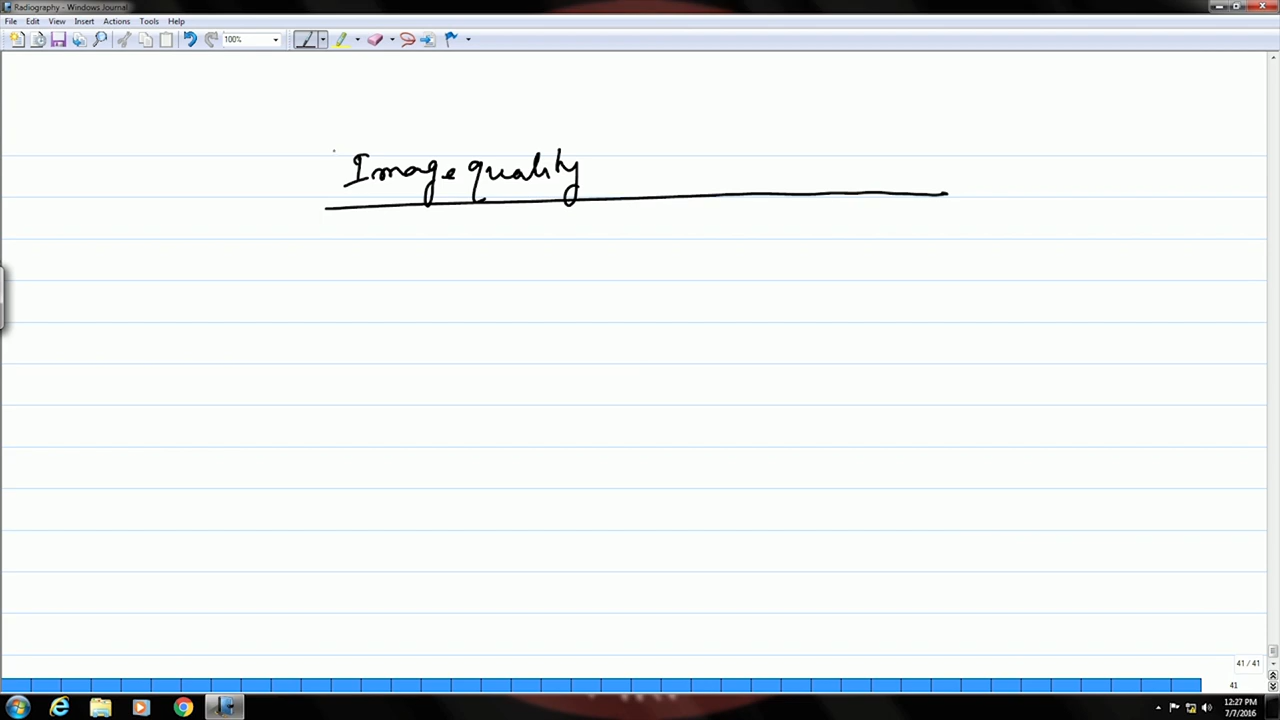 Radiography - Windows Journal
File Edit View Insert Actions Tools Help
100%
Image quality
41 / 41
41
12:27 PM
7/7/2016